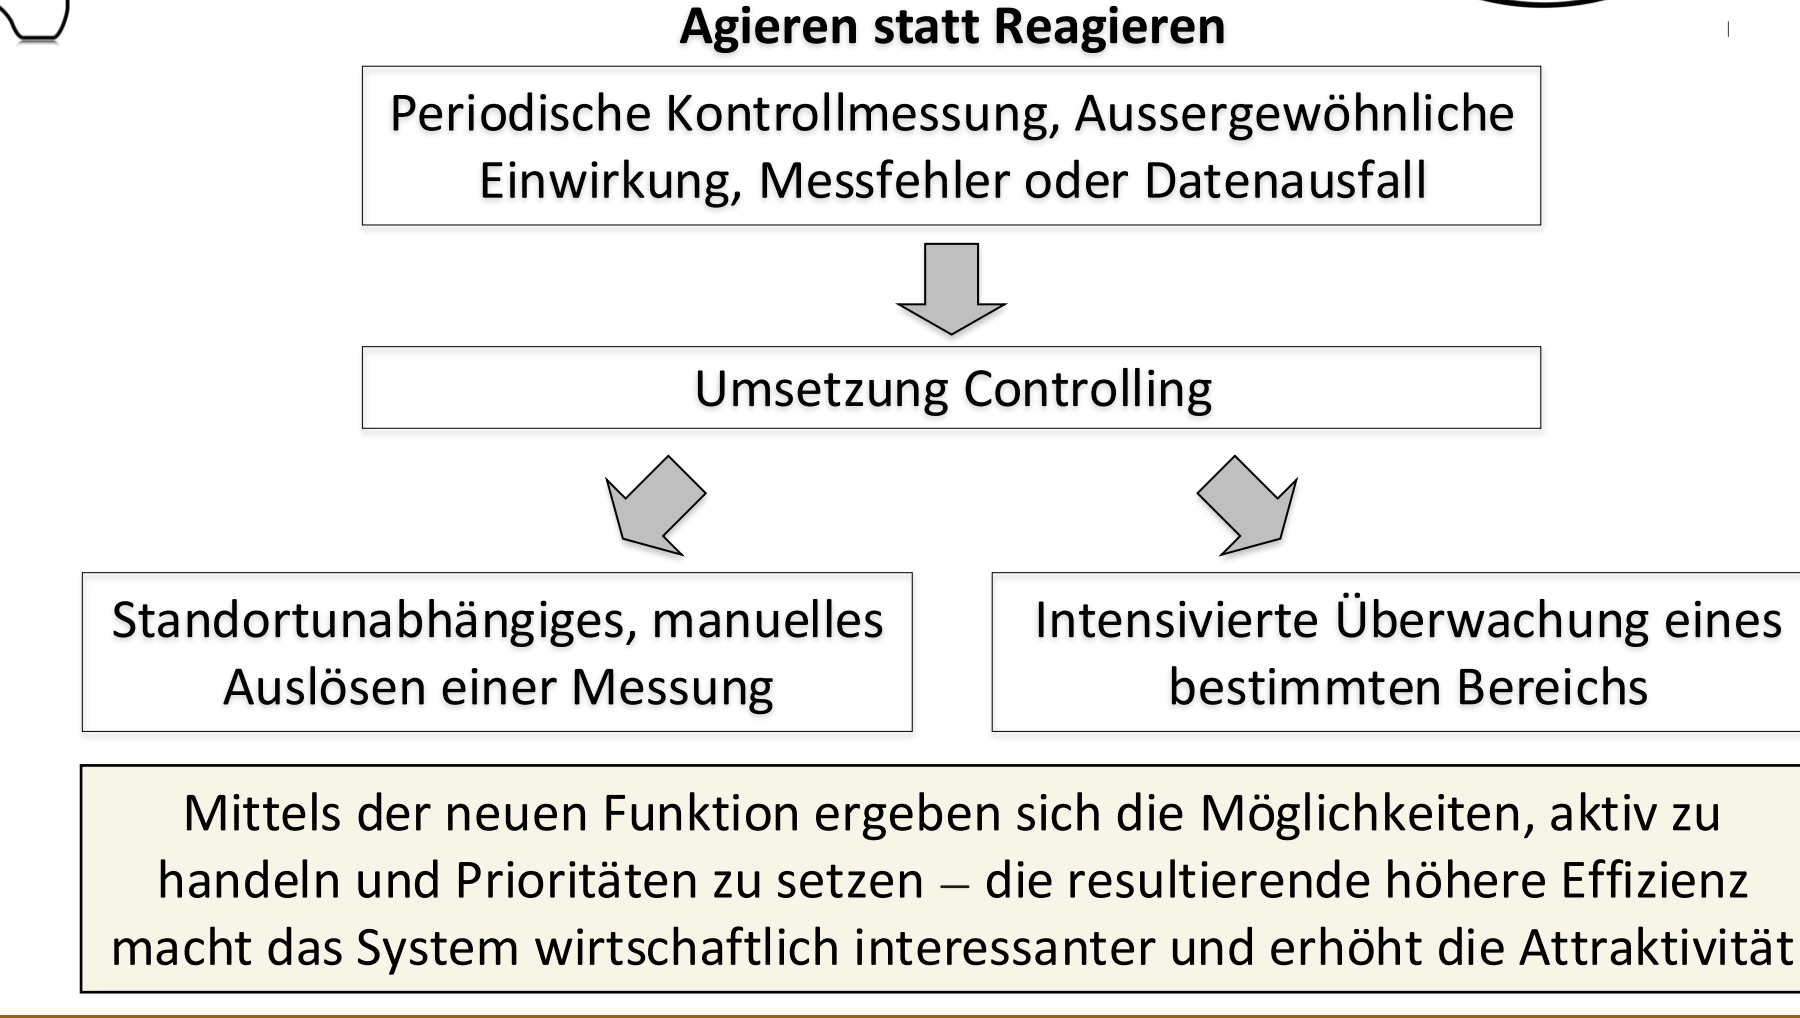 Agieren statt Reagieren
Periodische Kontrollmessung, Aussergewöhnliche
Einwirkung, Messfehler oder Datenausfall
Umsetzung Controlling
Standortunabhängiges, manuelles
Auslösen einer Messung
Intensivierte Überwachung eines
bestimmten Bereichs
Mittels der neuen Funktion ergeben sich die Möglichkeiten, aktiv zu
handeln und Prioritäten zu setzen – die resultierende höhere Effizienz
macht das System wirtschaftlich interessanter und erhöht die Attraktivität